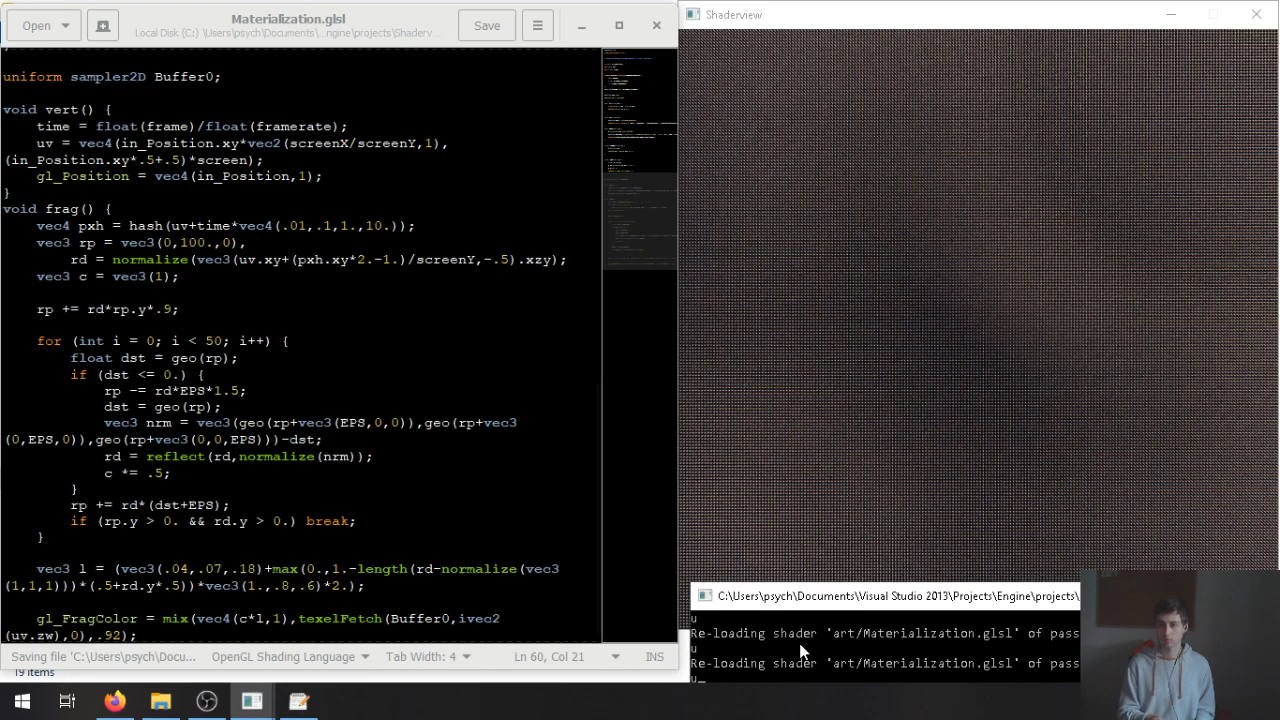 Open
Materialization.glsl
Local Disk (C:) \Users\psych\Documents\...ngine\projects\Shaderv...
Save
Shaderview
uniform sampler2D Buffer0;
void vert() {
time = float(frame)/float(framerate);
uv = vec4(in_Position.xy*vec2(screenX/screenY,1),
(in_Position.xy*.5+.5)*screen);
gl_Position = vec4(in_Position,1);
}
void frag() {
vec4 pxh = hash(uv+time*vec4(.01,.1,1.,10.));
vec3 rp = vec3(0,100.,0),
rd = normalize(vec3(uv.xy+(pxh.xy*2.-1.)/screenY,-.5).xzy);
vec3 c = vec3(1);
rp += rd*rp.y*.9;
for (int i = 0; i < 50; i++) {
float dst = geo(rp);
if (dst <= 0.) {
rp -= rd*EPS*1.5;
dst = geo(rp);
vec3 nrm = vec3(geo(rp+vec3(EPS,0,0)),geo(rp+vec3
(0,EPS,0)),geo(rp+vec3(0,0,EPS)))-dst;
rd = reflect(rd,normalize(nrm));
c *= .5;
}
rp += rd*(dst+EPS);
if (rp.y > 0. && rd.y > 0.) break;
}
vec3 l = (vec3(.04,.07,.18)+max(0.,1.-length(rd-normalize(vec3
(1,1,1)))*(.5+rd.y*.5))*vec3(1.,.8,.6)*2.);
gl_FragColor = mix(vec4(c*l,1),texelFetch(Buffer0,ivec2
(uv.zw),0),.92);
Saving file 'C:\Users\psych\Docu...
OpenGL Shading Language
Tab Width: 4
Ln 60, Col 21
INS
19 items
C:\Users\psych\Documents\Visual Studio 2013\Projects\Engine\projects\
u
Re-loading shader 'art/Materialization.glsl' of pass
u
Re-loading shader 'art/Materialization.glsl' of pass
u_